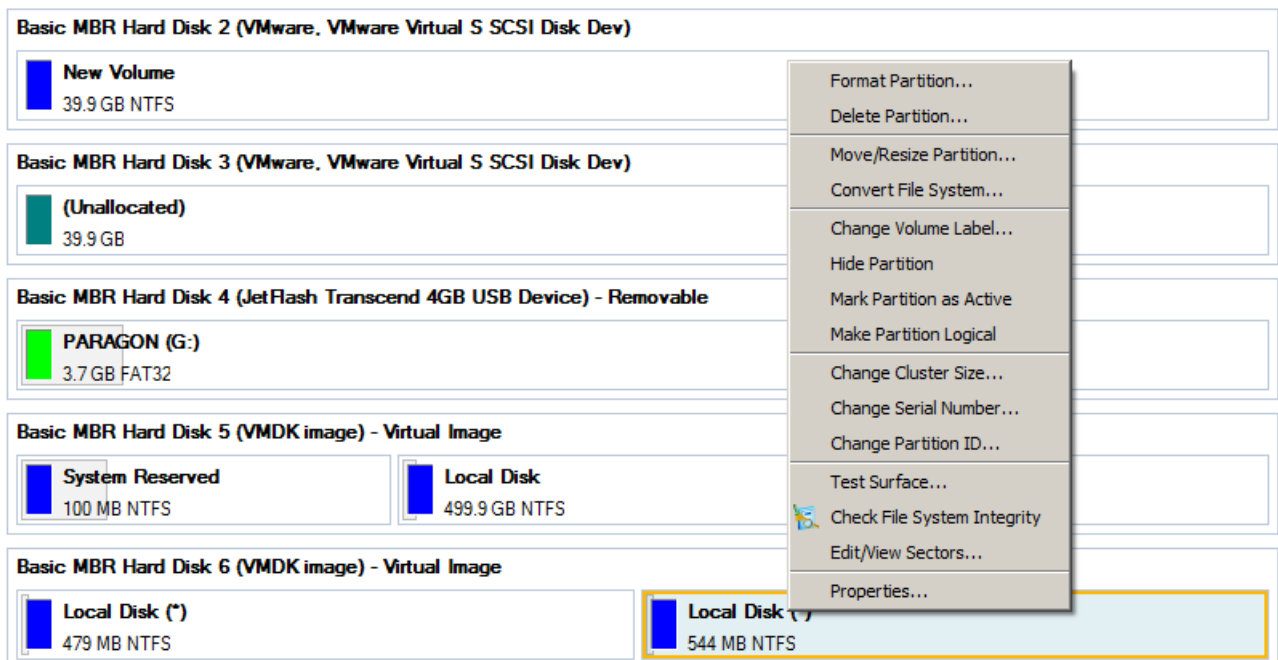 Basic MBR Hard Disk 2 (VMware, VMware Virtual S SCSI Disk Dev)
New Volume
39.9 GB NTFS
Basic MBR Hard Disk 3 (VMware, VMware Virtual S SCSI Disk Dev)
(Unallocated)
39.9 GB
Basic MBR Hard Disk 4 (JetFlash Transcend 4GB USB Device) - Removable
PARAGON (G:)
3.7 GB FAT32
Basic MBR Hard Disk 5 (VMDK image) - Virtual Image
System Reserved
100 MB NTFS
Local Disk
499.9 GB NTFS
Basic MBR Hard Disk 6 (VMDK image) - Virtual Image
Local Disk (*)
479 MB NTFS
Local Disk (*)
544 MB NTFS
Format Partition...
Delete Partition...
Move/Resize Partition...
Convert File System...
Change Volume Label...
Hide Partition
Mark Partition as Active
Make Partition Logical
Change Cluster Size...
Change Serial Number...
Change Partition ID...
Test Surface...
Check File System Integrity
Edit/View Sectors...
Properties...